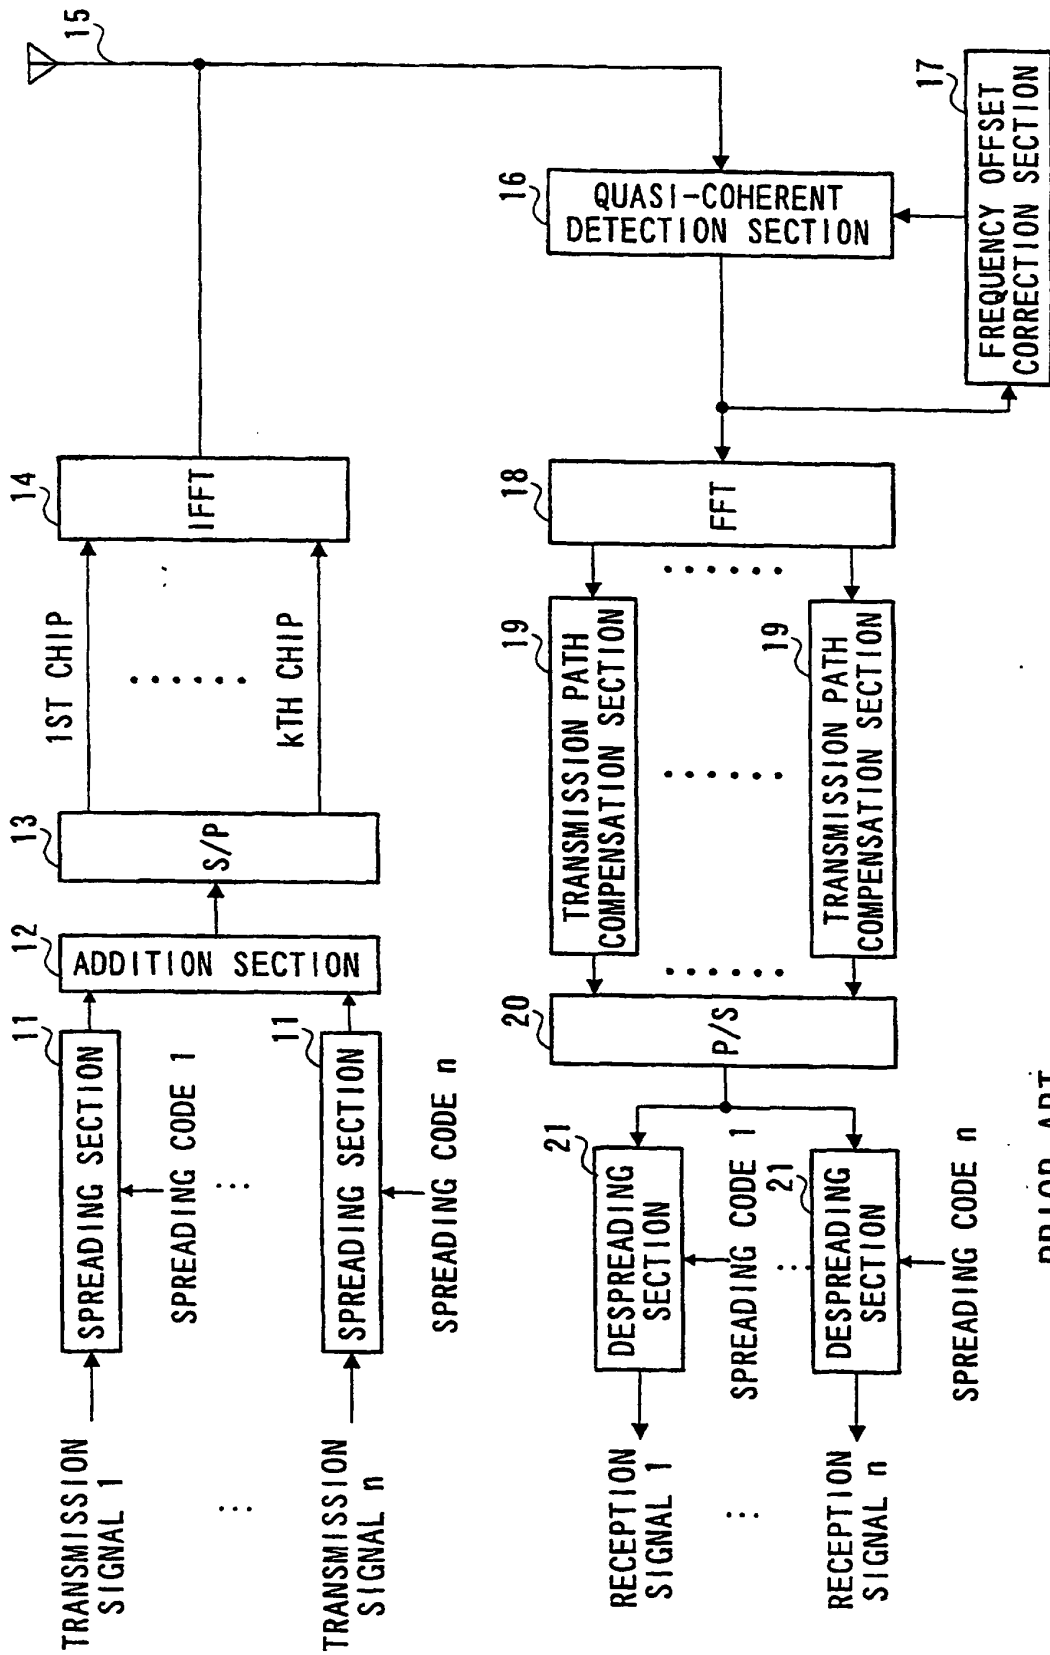 TRANSMISSION
SIGNAL 1
11
SPREADING SECTION
SPREADING CODE 1
TRANSMISSION
SIGNAL n
11
SPREADING SECTION
SPREADING CODE n
12
ADDITION SECTION
13
S/P
1ST CHIP
kTH CHIP
14
IFFT
15
16
QUASI-COHERENT
DETECTION SECTION
17
FREQUENCY OFFSET
CORRECTION SECTION
18
FFT
19
TRANSMISSION PATH
COMPENSATION SECTION
19
TRANSMISSION PATH
COMPENSATION SECTION
20
P/S
21
DESPREADING
SECTION
SPREADING CODE 1
21
DESPREADING
SECTION
SPREADING CODE n
RECEPTION
SIGNAL 1
RECEPTION
SIGNAL n
PRIOR ART